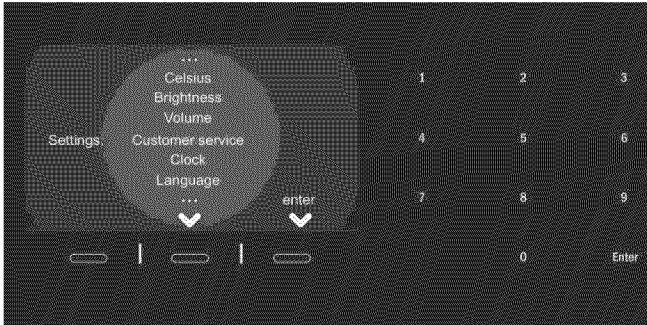 ...
Celsius
Brightness
Volume
Settings: Customer service
Clock
Language
...
enter
1 2 3
4 5 6
7 8 9
0 Enter